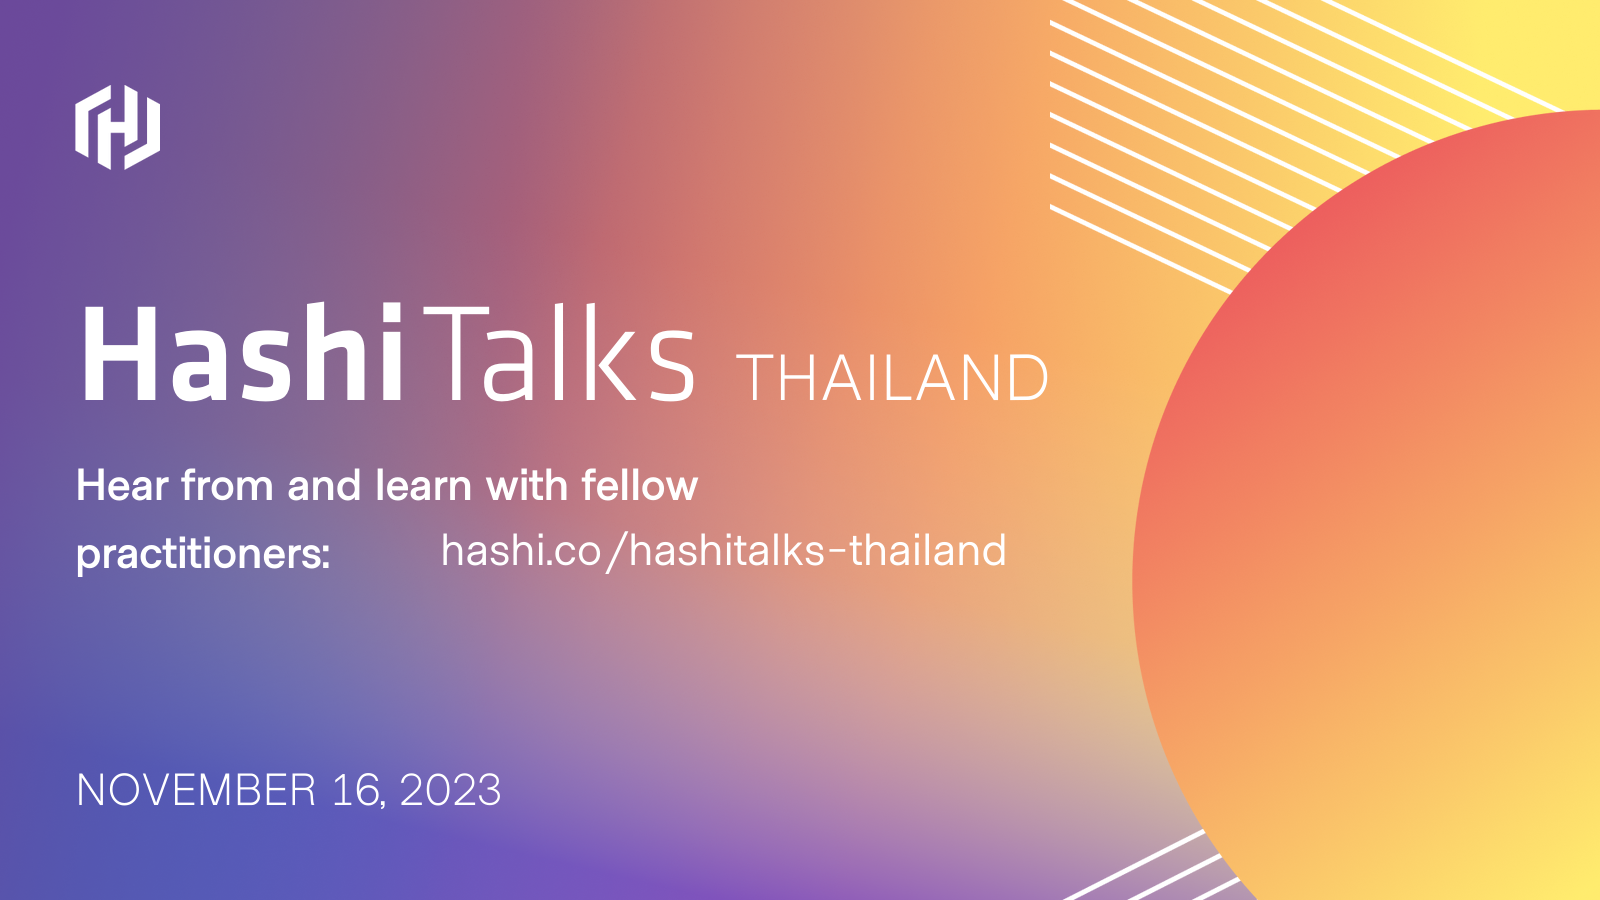 HashiTalks THAILAND
Hear from and learn with fellow
practitioners: hashi.co/hashitalks-thailand
NOVEMBER 16, 2023